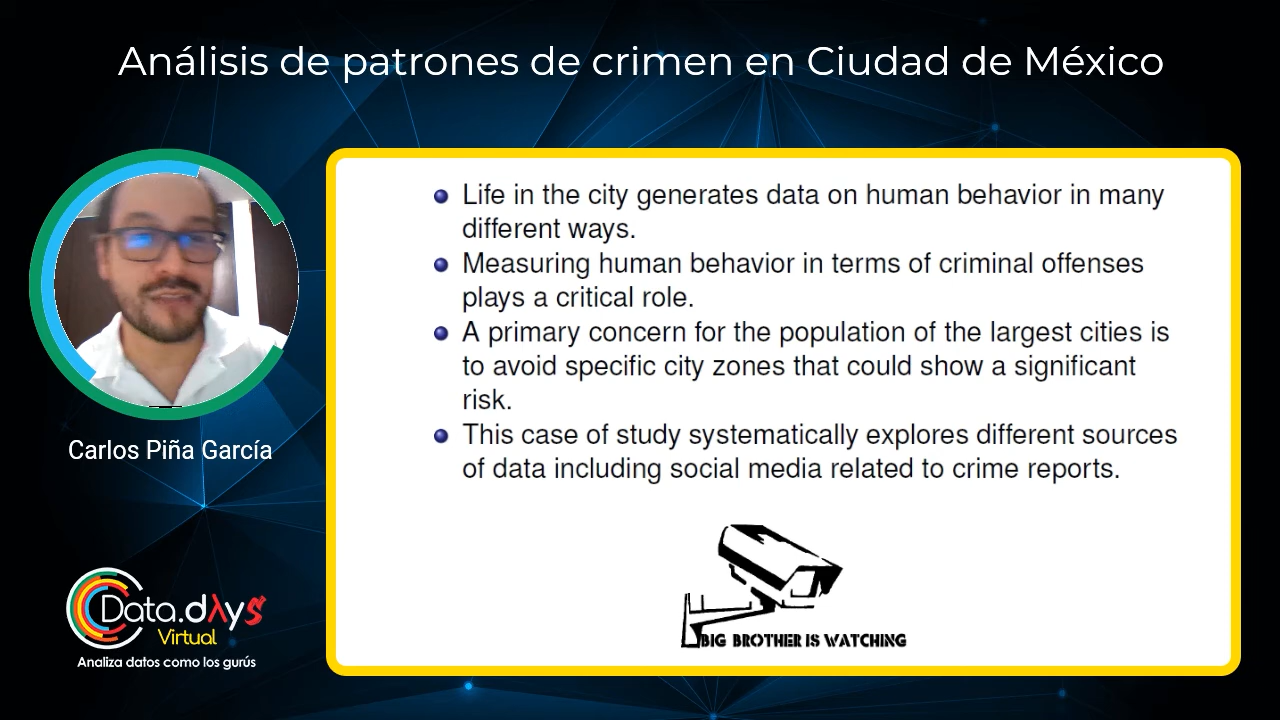 Análisis de patrones de crimen en Ciudad de México
Life in the city generates data on human behavior in many
different ways.
Measuring human behavior in terms of criminal offenses
plays a critical role.
A primary concern for the population of the largest cities is
to avoid specific city zones that could show a significant
risk.
This case of study systematically explores different sources
of data including social media related to crime reports.
BIG BROTHER IS WATCHING
Carlos Piña García
Data.dλys
Virtual
Analiza datos como los gurús